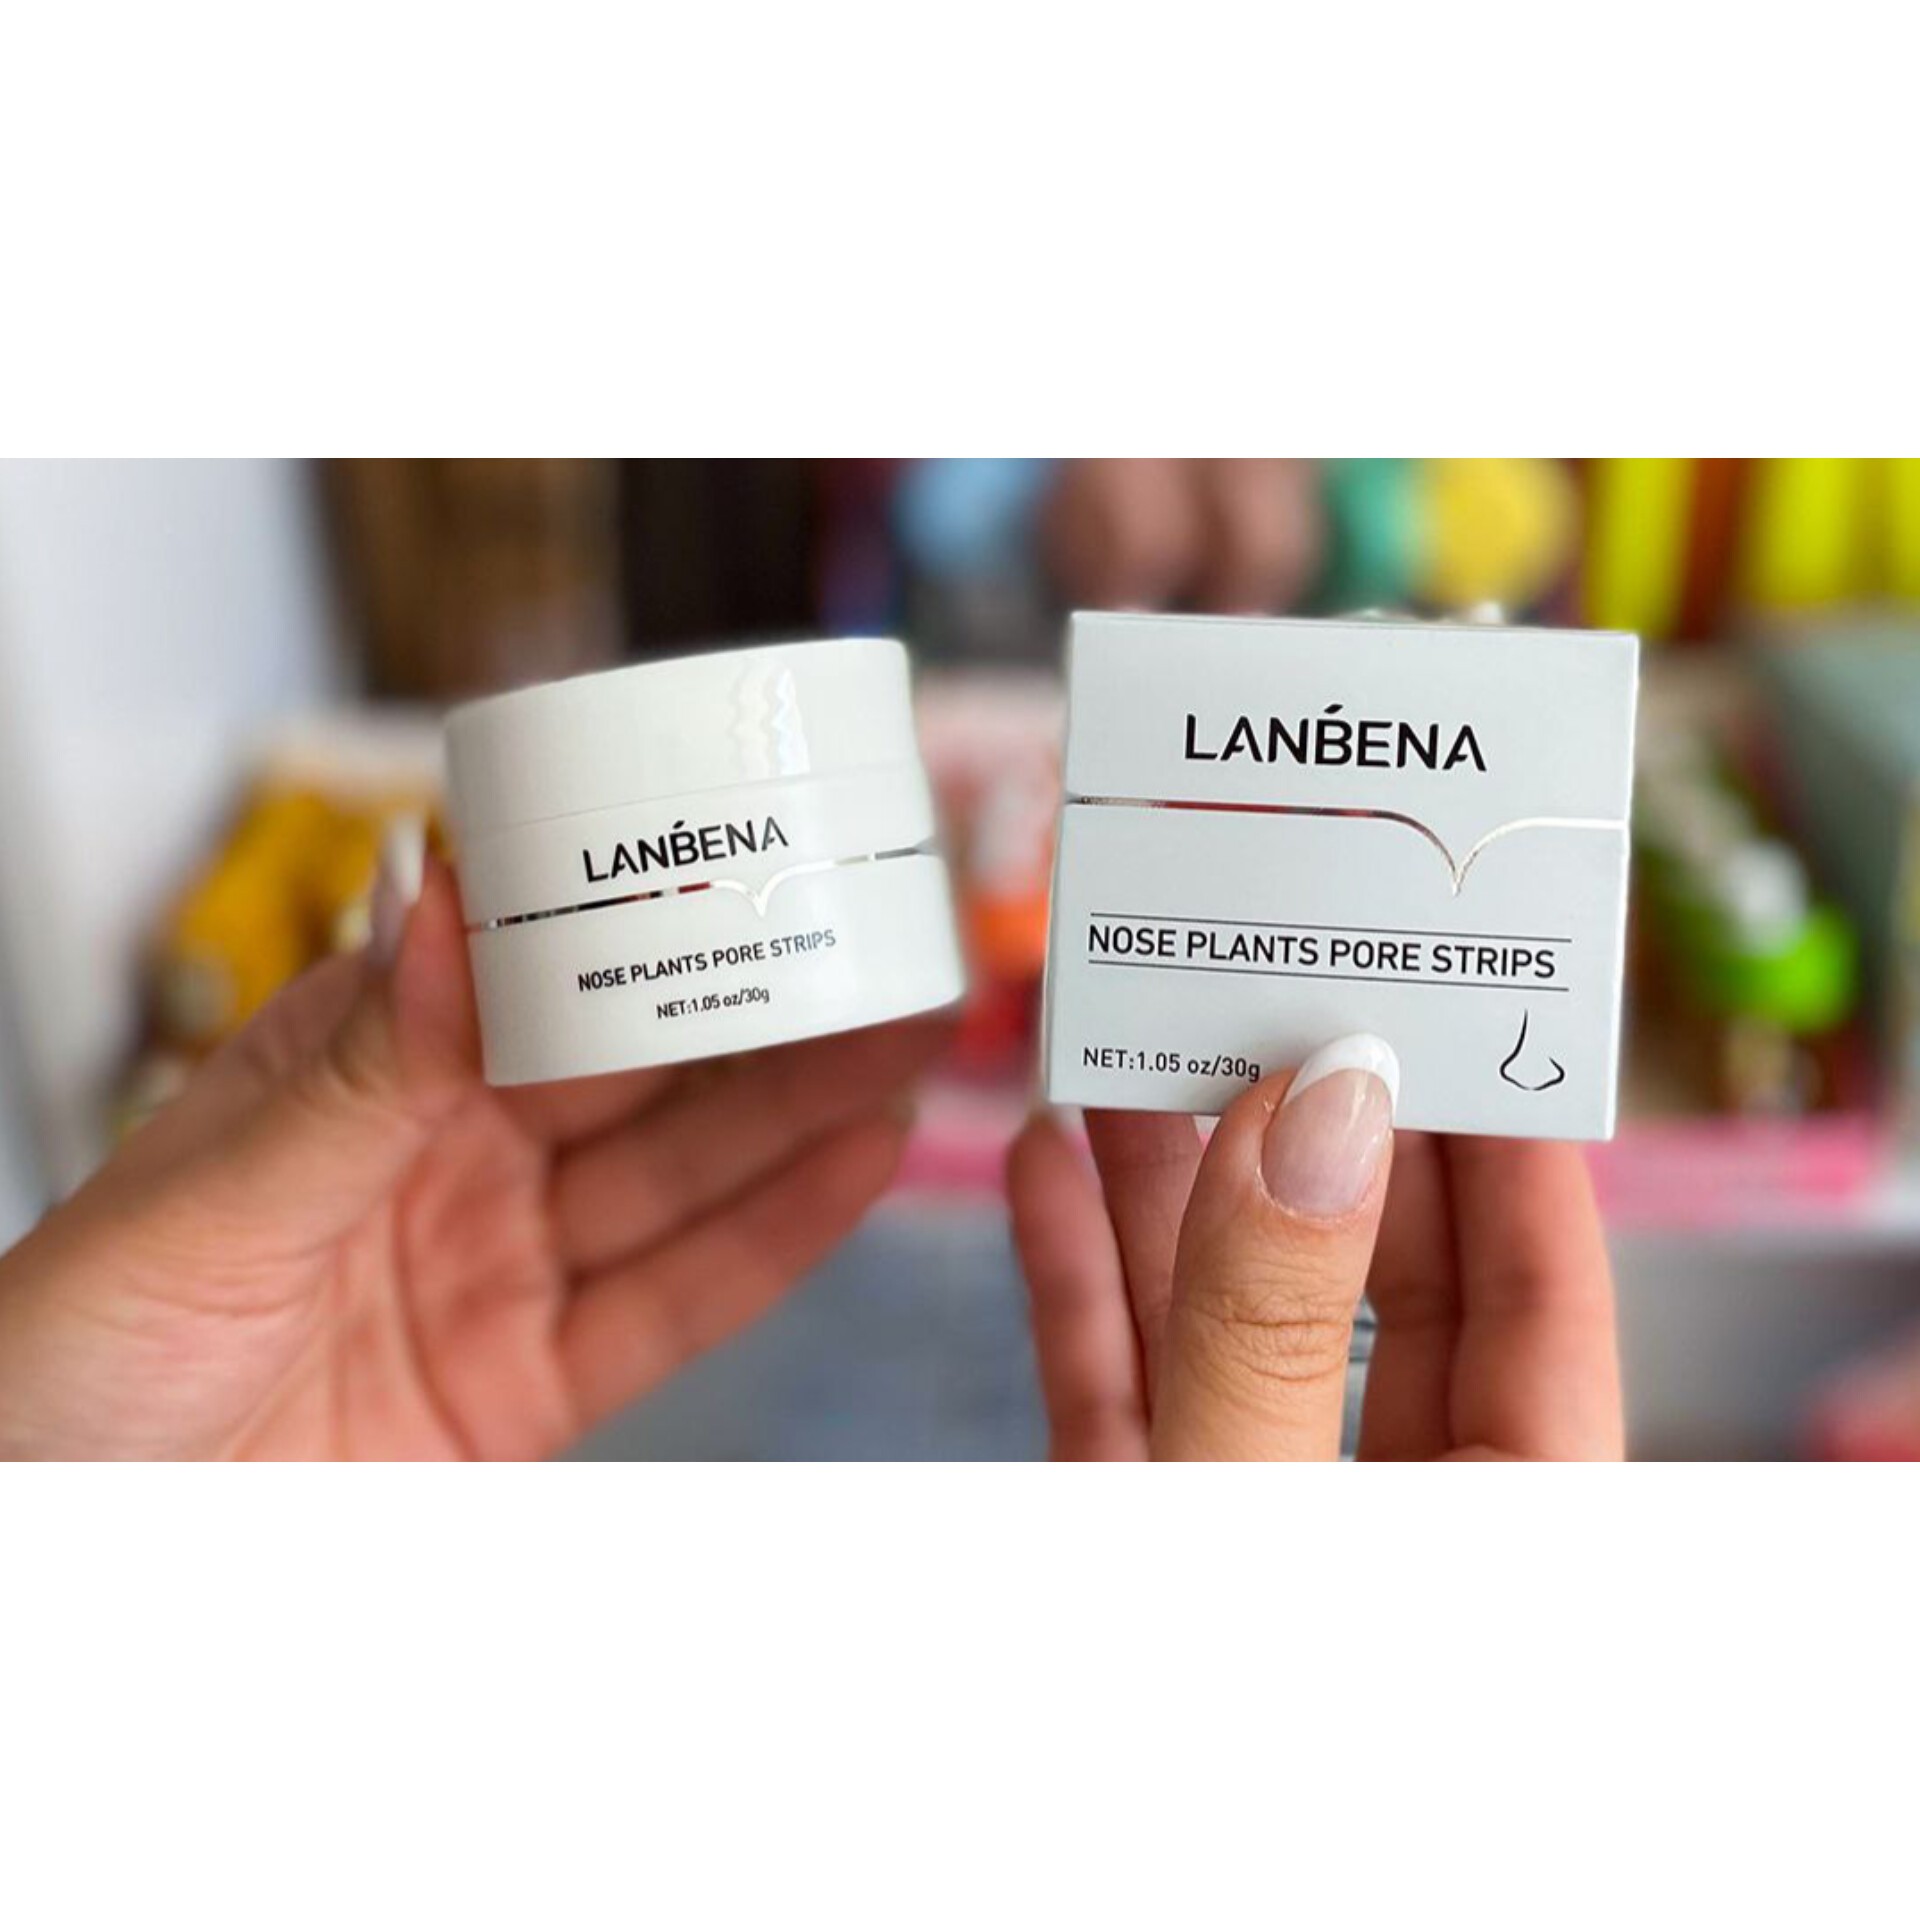 LANBENA
NOSE PLANTS PORE STRIPS
NET:1.05 oz/30g
LANBENA
NOSE PLANTS PORE STRIPS
NET:1.05 oz/30g